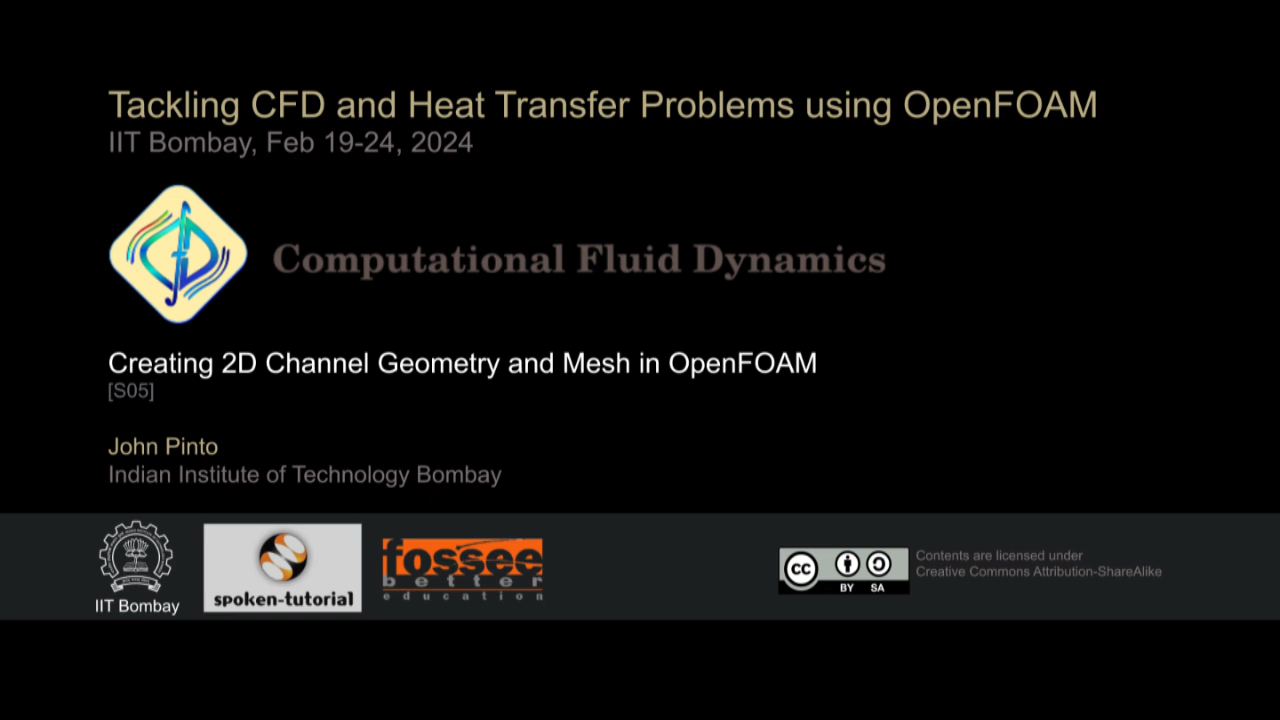 Tackling CFD and Heat Transfer Problems using OpenFOAM
IIT Bombay, Feb 19-24, 2024
Computational Fluid Dynamics
Creating 2D Channel Geometry and Mesh in OpenFOAM
[S05]
John Pinto
Indian Institute of Technology Bombay
IIT Bombay
spoken-tutorial
fossee
better
education
cc
BY SA
Contents are licensed under
Creative Commons Attribution-ShareAlike